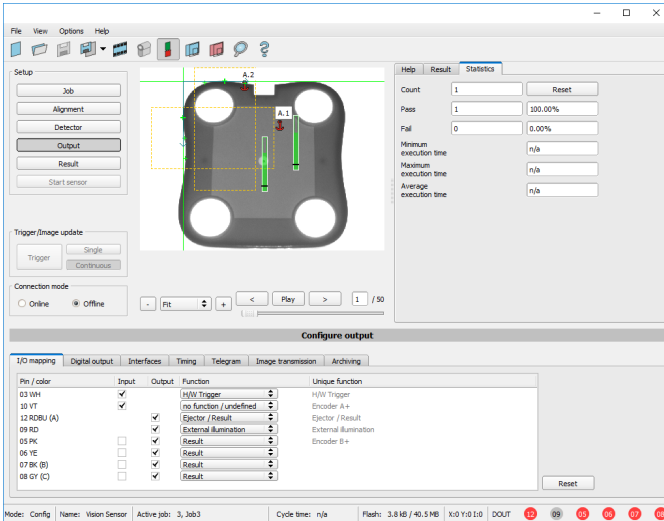 File View Options Help
Setup
Job
Alignment
Detector
Output
Result
Start sensor
Trigger/Image update
Trigger
Single
Continuous
Connection mode
Online Offline
A.2
A.1
- Fit +
< Play > 1 / 50
Help Result Statistics
Count 1 Reset
Pass 1 100.00%
Fail 0 0.00%
Minimum
execution time n/a
Maximum
execution time n/a
Average
execution time n/a
Configure output
I/O mapping Digital output Interfaces Timing Telegram Image transmission Archiving
Pin / color Input Output Function Unique function
03 WH H/W Trigger H/W Trigger
10 VT no function / undefined Encoder A+
12 RDBU (A) Ejector / Result Ejector / Result
09 RD External illumination External illumination
05 PK Result Encoder B+
06 YE Result
07 BK (B) Result
08 GY (C) Result
Reset
Mode: Config Name: Vision Sensor Active job: 3, Job3 Cycle time: n/a Flash: 3.8 kB / 40.5 MB X:0 Y:0 I:0 DOUT 12 09 05 06 07 08